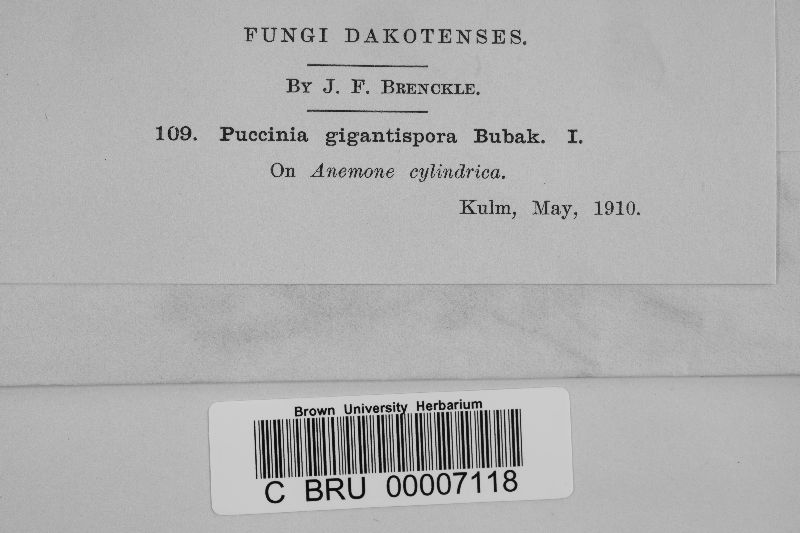 FUNGI DAKOTENSES.
By J. F. Brenckle.
109. Puccinia gigantispora Bubak. I.
On Anemone cylindrica.
Kulm, May, 1910.
Brown University Herbarium
C BRU 00007118